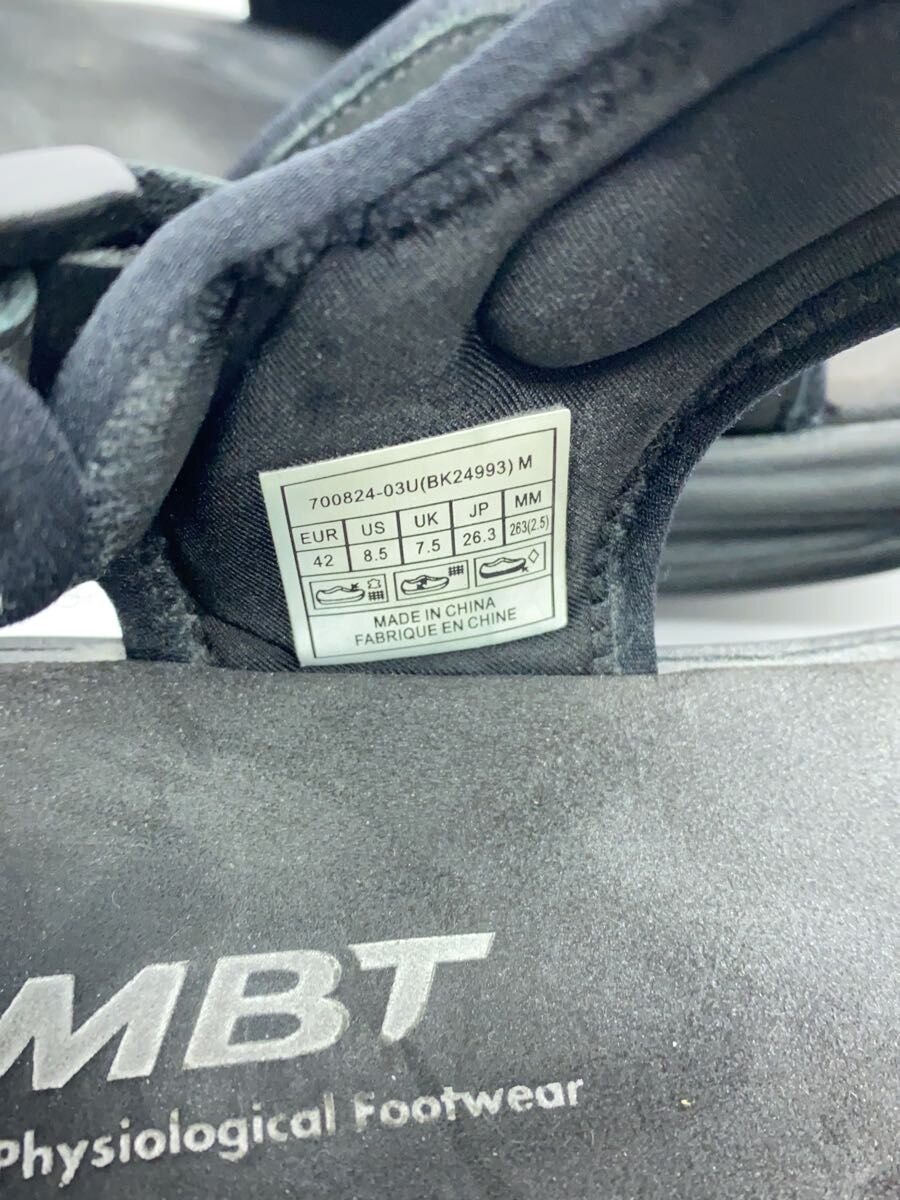 700824-03U(BK24993) M
EUR US UK JP MM
42 8.5 7.5 26.3 263(2.5)
MADE IN CHINA
FABRIQUE EN CHINE
MBT
Physiological Footwear